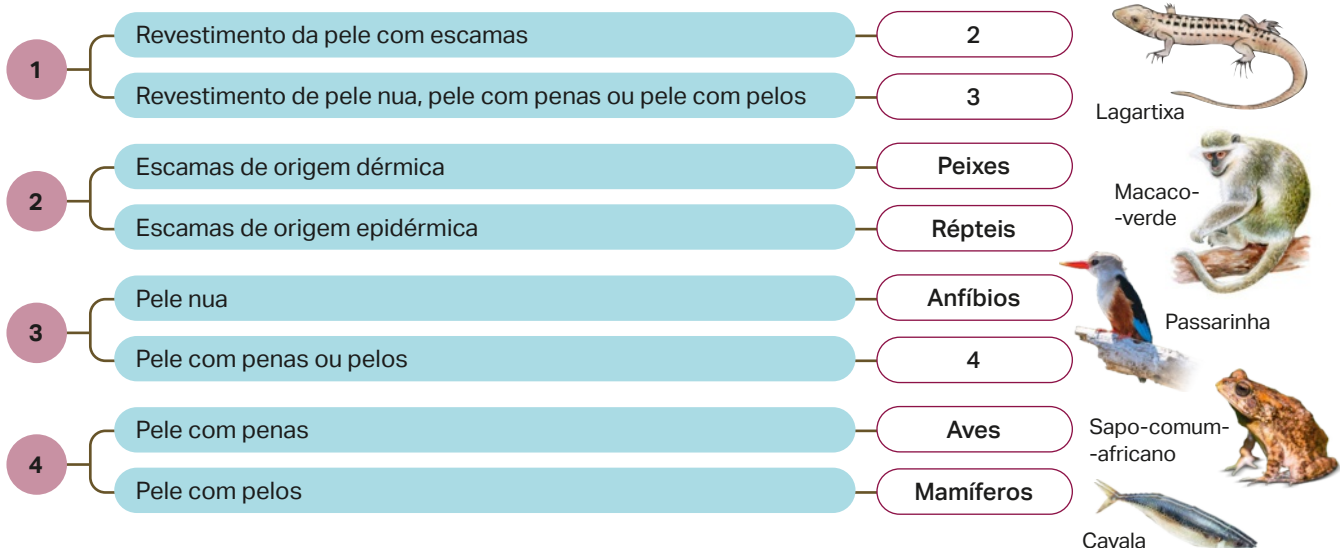 1
Revestimento da pele com escamas
2
Revestimento de pele nua, pele com penas ou pele com pelos
3
2
Escamas de origem dérmica
Peixes
Escamas de origem epidérmica
Répteis
3
Pele nua
Anfíbios
Pele com penas ou pelos
4
4
Pele com penas
Aves
Pele com pelos
Mamíferos
Lagartixa
Macaco-
-verde
Passarinha
Sapo-comum-
-africano
Cavala